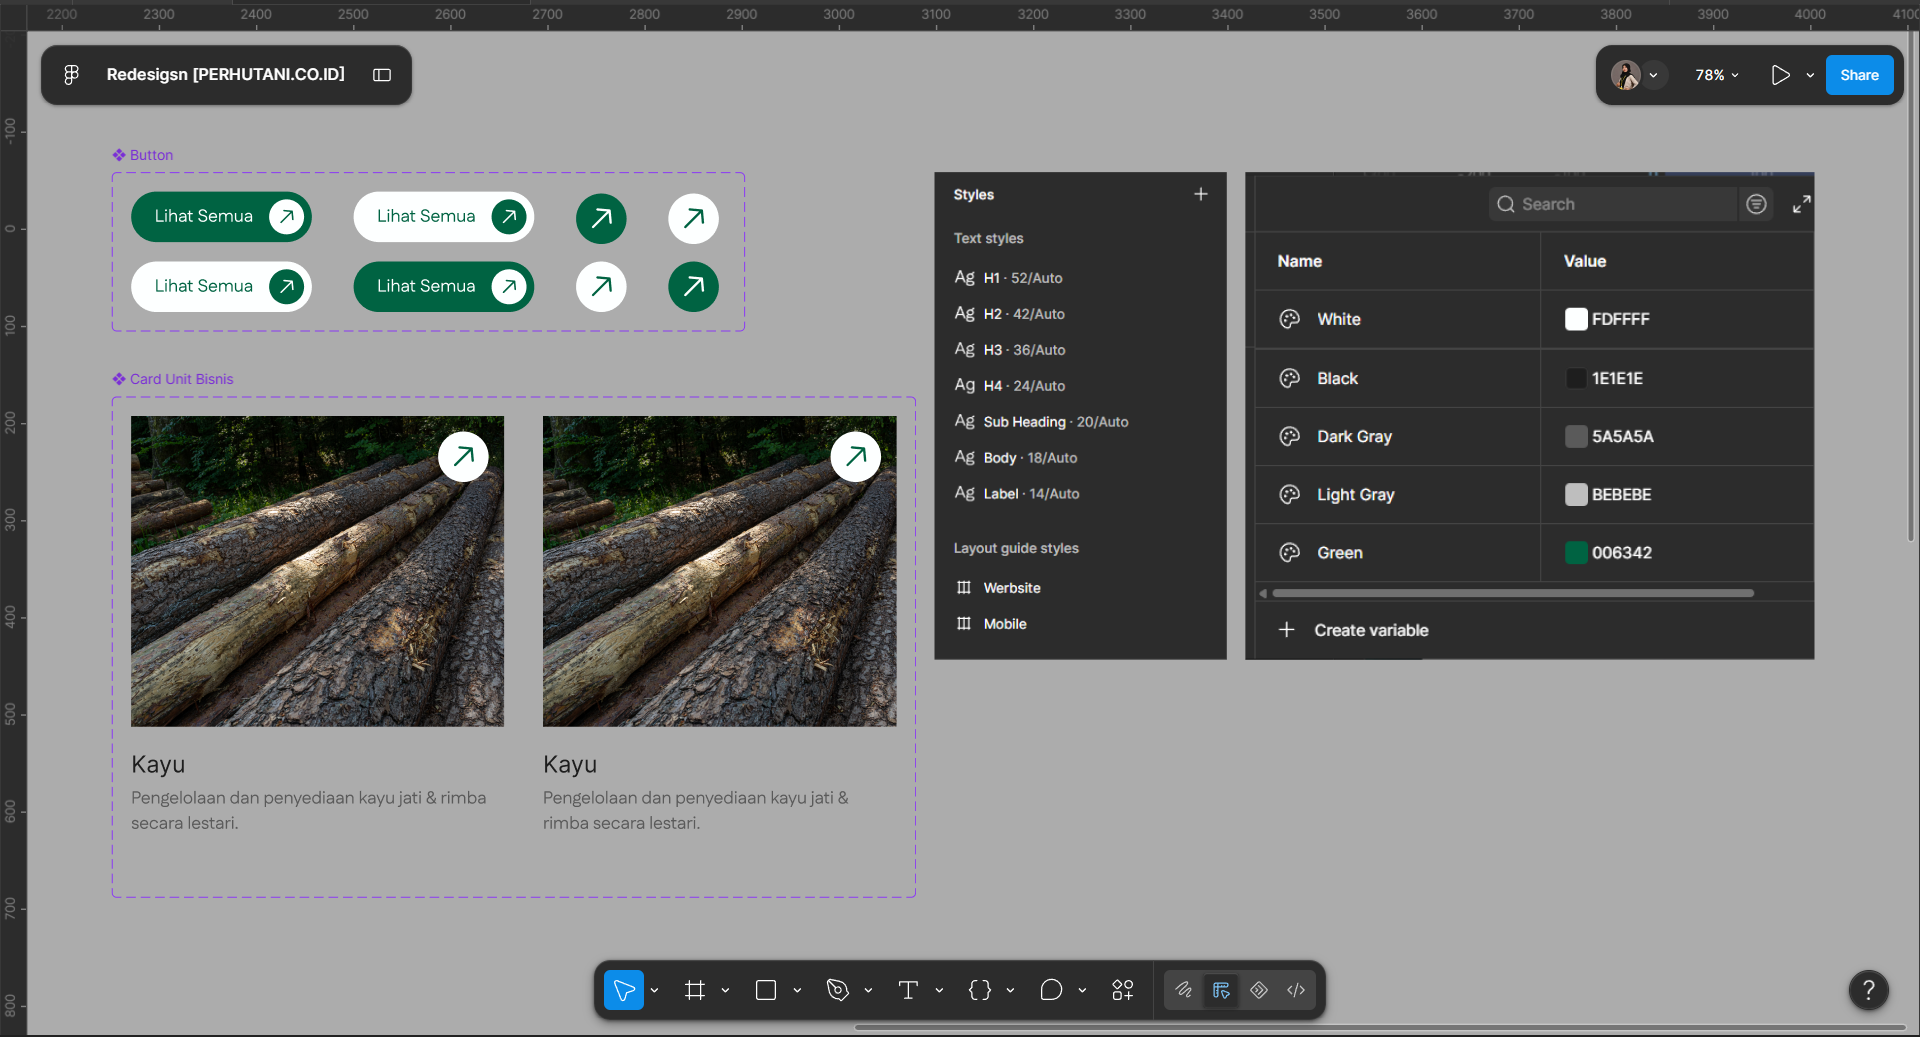 2200 2300 2400 2500 2600 2700 2800 2900 3000 3100 3200 3300 3400 3500 3600 3700 3800 3900 4000 4100
Redesigsn [PERHUTANI.CO.ID]
78%
Share
-100
0
100
200
300
400
500
600
700
800
Button
Lihat Semua
Lihat Semua
Lihat Semua
Lihat Semua
Card Unit Bisnis
Kayu
Pengelolaan dan penyediaan kayu jati & rimba
secara lestari.
Kayu
Pengelolaan dan penyediaan kayu jati &
rimba secara lestari.
Styles
Text styles
Ag H1 · 52/Auto
Ag H2 · 42/Auto
Ag H3 · 36/Auto
Ag H4 · 24/Auto
Ag Sub Heading · 20/Auto
Ag Body · 18/Auto
Ag Label · 14/Auto
Layout guide styles
Werbsite
Mobile
Search
Name Value
White FDFFFF
Black 1E1E1E
Dark Gray 5A5A5A
Light Gray BEBEBE
Green 006342
Create variable
?